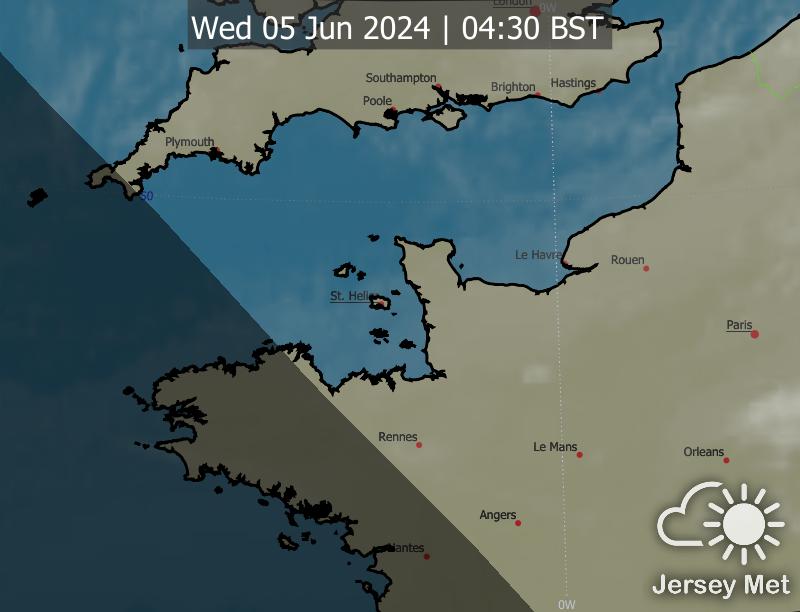 London
0W
Wed 05 Jun 2024 | 04:30 BST
Southampton
Brighton
Hastings
Poole
Plymouth
50
Le Havre
Rouen
St. Helier
Paris
Rennes
Le Mans
Orleans
Angers
Nantes
0W
Jersey Met